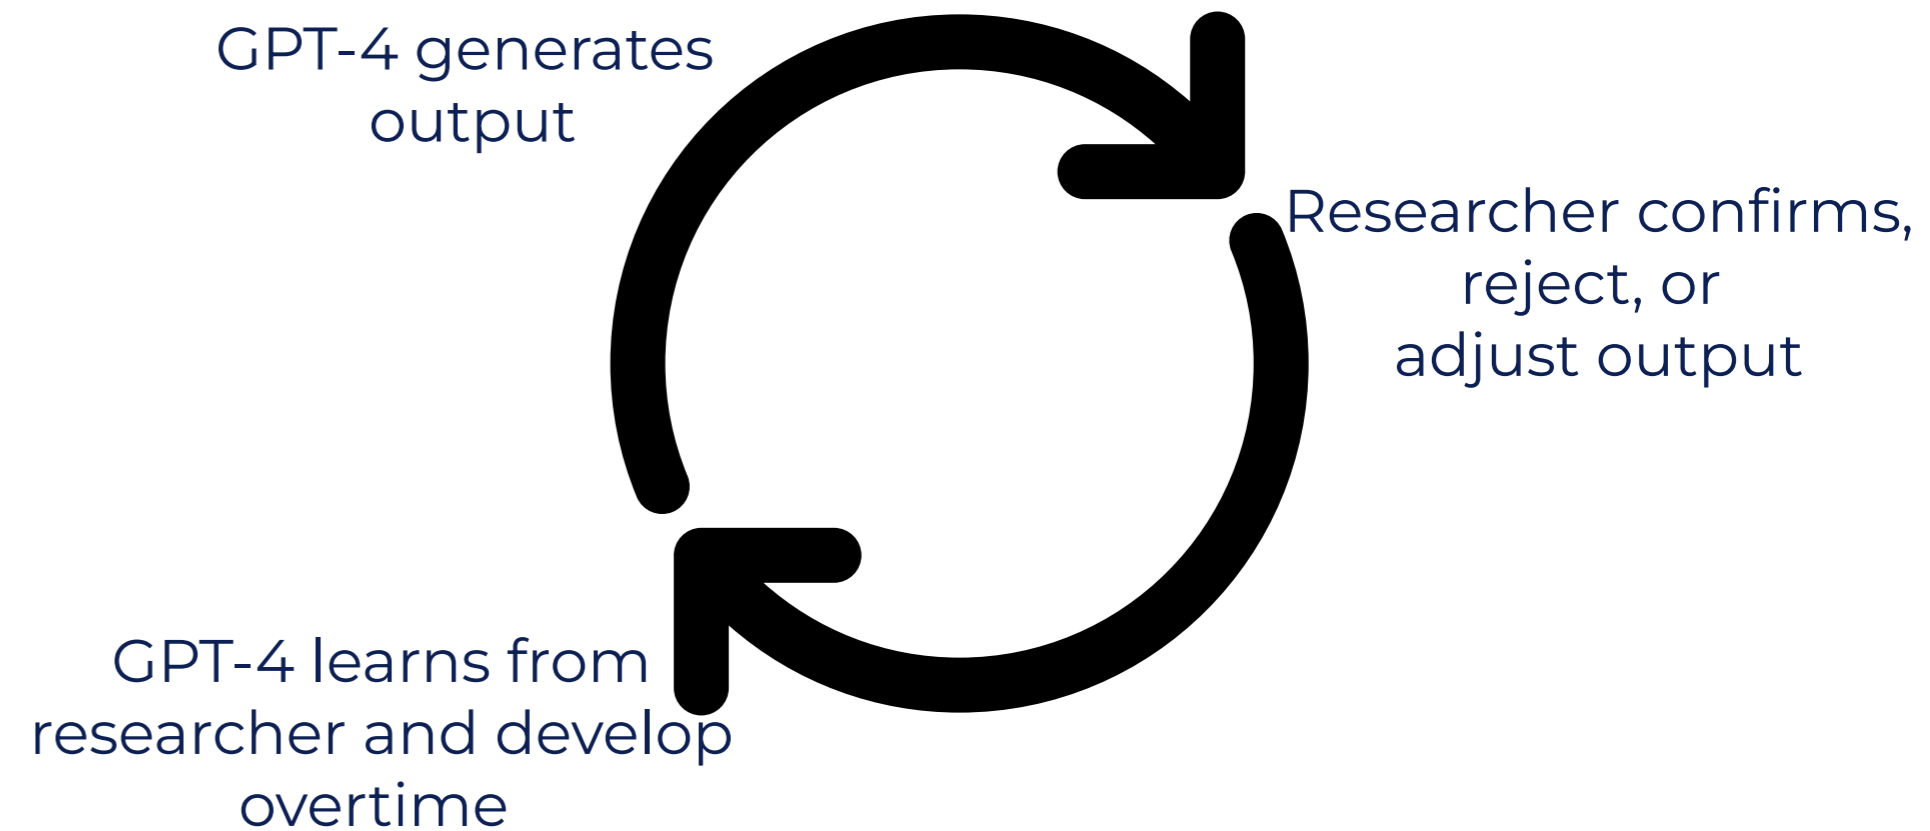 GPT-4 generates
output
Researcher confirms,
reject, or
adjust output
GPT-4 learns from
researcher and develop
overtime